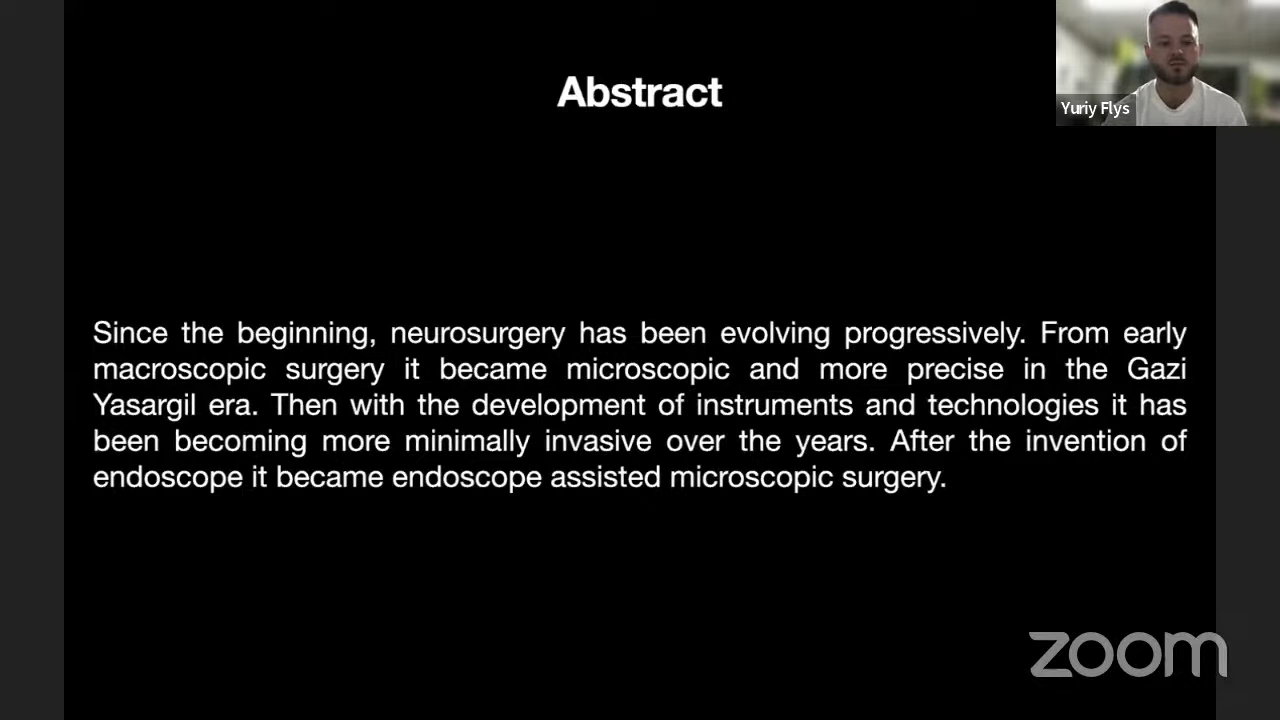 Abstract
Yuriy Flys
Since the beginning, neurosurgery has been evolving progressively. From early
macroscopic surgery it became microscopic and more precise in the Gazi
Yasargil era. Then with the development of instruments and technologies it has
been becoming more minimally invasive over the years. After the invention of
endoscope it became endoscope assisted microscopic surgery.
zoom